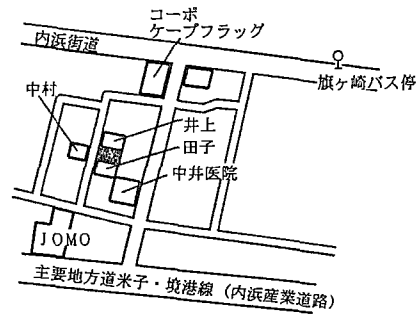 コーポ
ケープフラッグ
内浜街道
旗ヶ崎バス停
中村
井上
田子
中井医院
JOMO
主要地方道米子・境港線（内浜産業道路）